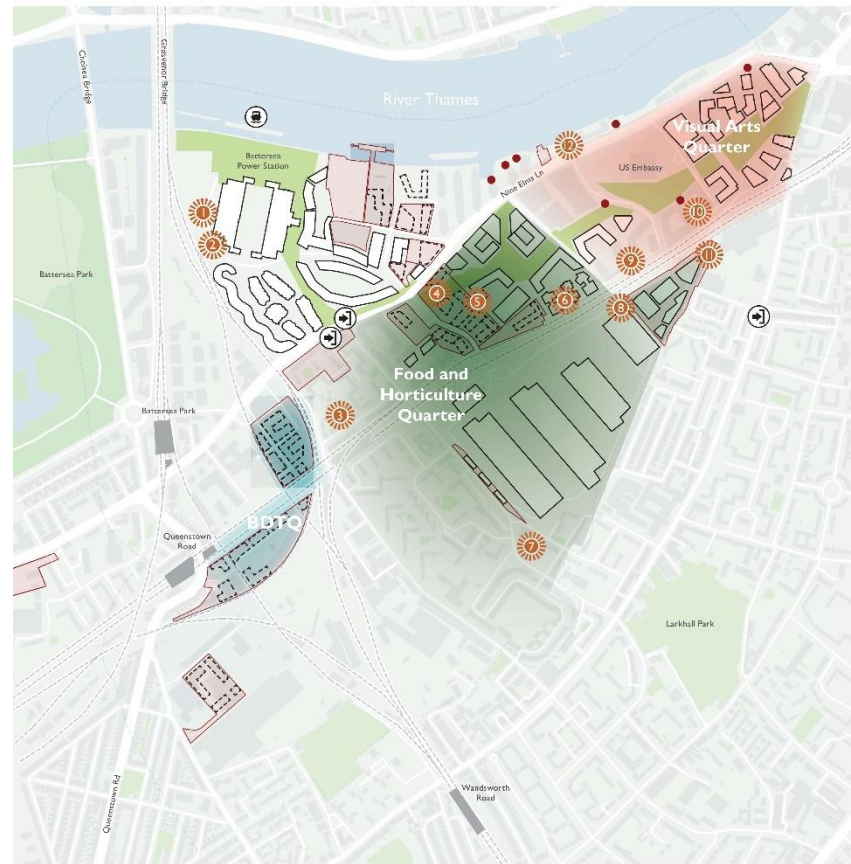 Chelsea Bridge
Grosvenor Bridge
River Thames
Battersea
Power Station
Nine Elms Ln
12
Visual Arts
Quarter
US Embassy
1
2
10
11
9
8
4
5
6
Battersea Park
Food and
Horticulture
Quarter
3
Battersea Park
BDTQ
Queenstown
Road
7
Larkhall Park
Wandsworth
Road
Queenstown Rd